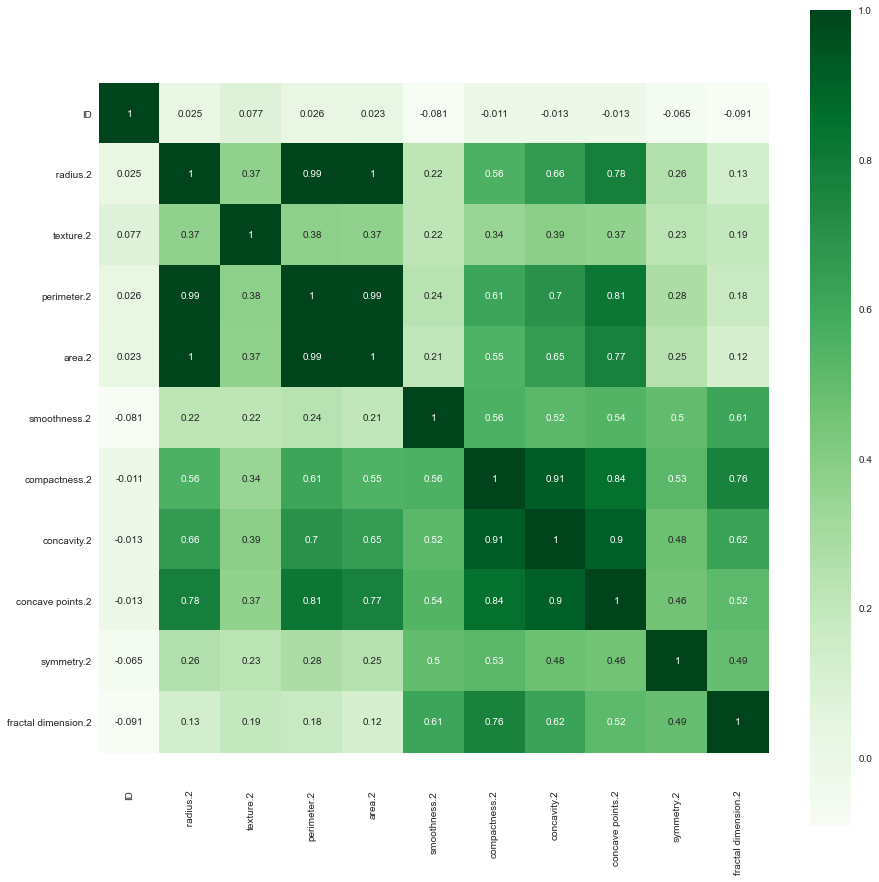 1.0
ID 1 0.025 0.077 0.026 0.023 -0.081 -0.011 -0.013 -0.013 -0.065 -0.091
radius.2 0.025 1 0.37 0.99 1 0.22 0.56 0.66 0.78 0.26 0.13
0.8
texture.2 0.077 0.37 1 0.38 0.37 0.22 0.34 0.39 0.37 0.23 0.19
perimeter.2 0.026 0.99 0.38 1 0.99 0.24 0.61 0.7 0.81 0.28 0.18
0.6
area.2 0.023 1 0.37 0.99 1 0.21 0.55 0.65 0.77 0.25 0.12
smoothness.2 -0.081 0.22 0.22 0.24 0.21 1 0.56 0.52 0.54 0.5 0.61
0.4
compactness.2 -0.011 0.56 0.34 0.61 0.55 0.56 1 0.91 0.84 0.53 0.76
concavity.2 -0.013 0.66 0.39 0.7 0.65 0.52 0.91 1 0.9 0.48 0.62
concave points.2 -0.013 0.78 0.37 0.81 0.77 0.54 0.84 0.9 1 0.46 0.52
0.2
symmetry.2 -0.065 0.26 0.23 0.28 0.25 0.5 0.53 0.48 0.46 1 0.49
fractal dimension.2 -0.091 0.13 0.19 0.18 0.12 0.61 0.76 0.62 0.52 0.49 1
0.0
ID radius.2 texture.2 perimeter.2 area.2 smoothness.2 compactness.2 concavity.2 concave points.2 symmetry.2 fractal dimension.2